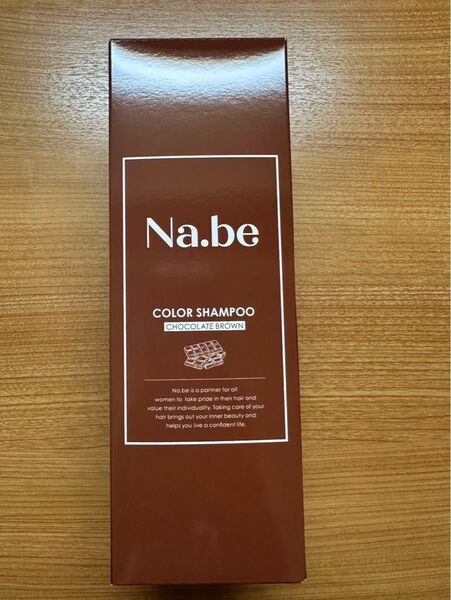 Na.be
COLOR SHAMPOO
CHOCOLATE BROWN
Na.be is a partner for all
women to take pride in their hair and
value their individuality. Taking care of your
hair brings out your inner beauty and
helps you live a confident life.